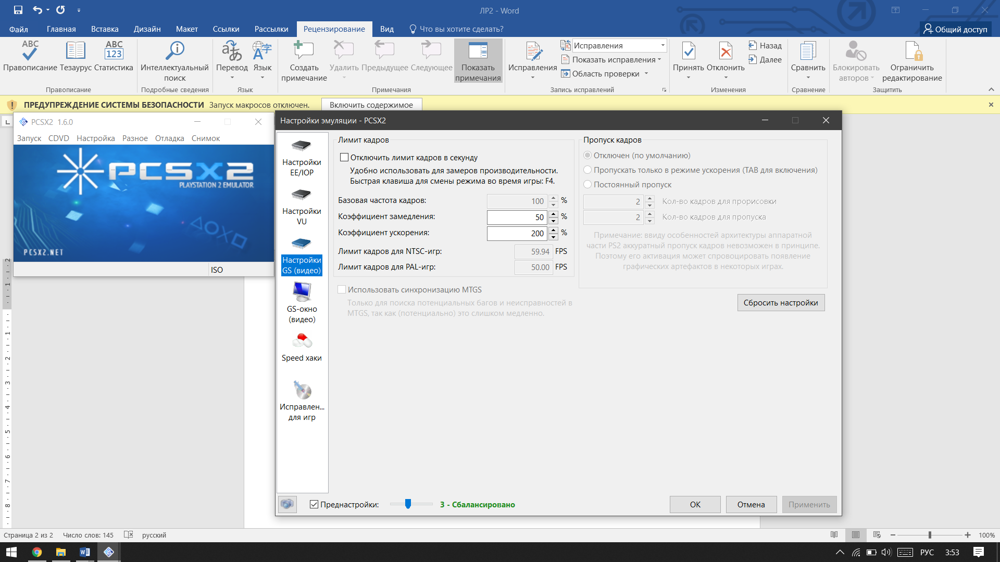 ЛР2 - Word
Файл Главная Вставка Дизайн Макет Ссылки Рассылки Рецензирование Вид Что вы хотите сделать? Общий доступ
ABC
Правописание
Тезаурус
ABC
123
Статистика
Правописание
Интеллектуальный
поиск
Подробные сведения
Перевод
Язык
Язык
Создать
примечание
Удалить
Предыдущее
Следующее
Показать
примечания
Примечания
Исправления
Исправления
Показать исправления
Область проверки
Запись исправлений
Принять
Отклонить
Назад
Далее
Изменения
Сравнить
Сравнение
Блокировать
авторов
Ограничить
редактирование
Защитить
ПРЕДУПРЕЖДЕНИЕ СИСТЕМЫ БЕЗОПАСНОСТИ Запуск макросов отключен. Включить содержимое
PCSX2 1.6.0
Запуск CDVD Настройка Разное Отладка Снимок
PCSX2
PLAYSTATION 2 EMULATOR
PCSX2.NET
ISO
Настройки эмуляции - PCSX2
Настройки
EE/IOP
Настройки
VU
Настройки
GS (видео)
GS-окно
(видео)
Speed хаки
Исправлен...
для игр
Лимит кадров
Отключить лимит кадров в секунду
Удобно использовать для замеров производительности.
Быстрая клавиша для смены режима во время игры: F4.
Базовая частота кадров: 100 %
Коэффициент замедления: 50 %
Коэффициент ускорения: 200 %
Лимит кадров для NTSC-игр: 59.94 FPS
Лимит кадров для PAL-игр: 50.00 FPS
Использовать синхронизацию MTGS
Только для поиска потенциальных багов и неисправностей в
MTGS, так как (потенциально) это слишком медленно.
Пропуск кадров
Отключен (по умолчанию)
Пропускать только в режиме ускорения (TAB для включения)
Постоянный пропуск
2 Кол-во кадров для прорисовки
2 Кол-во кадров для пропуска
Примечание: ввиду особенностей архитектуры аппаратной
части PS2 аккуратный пропуск кадров невозможен в принципе.
Поэтому его активация может спровоцировать появление
графических артефактов в некоторых играх.
Сбросить настройки
Преднастройки: 3 - Сбалансировано
ОК Отмена Применить
2
1
1
2
3
4
5
6
7
8
Страница 2 из 2 Число слов: 145 русский 100%
РУС 3:53